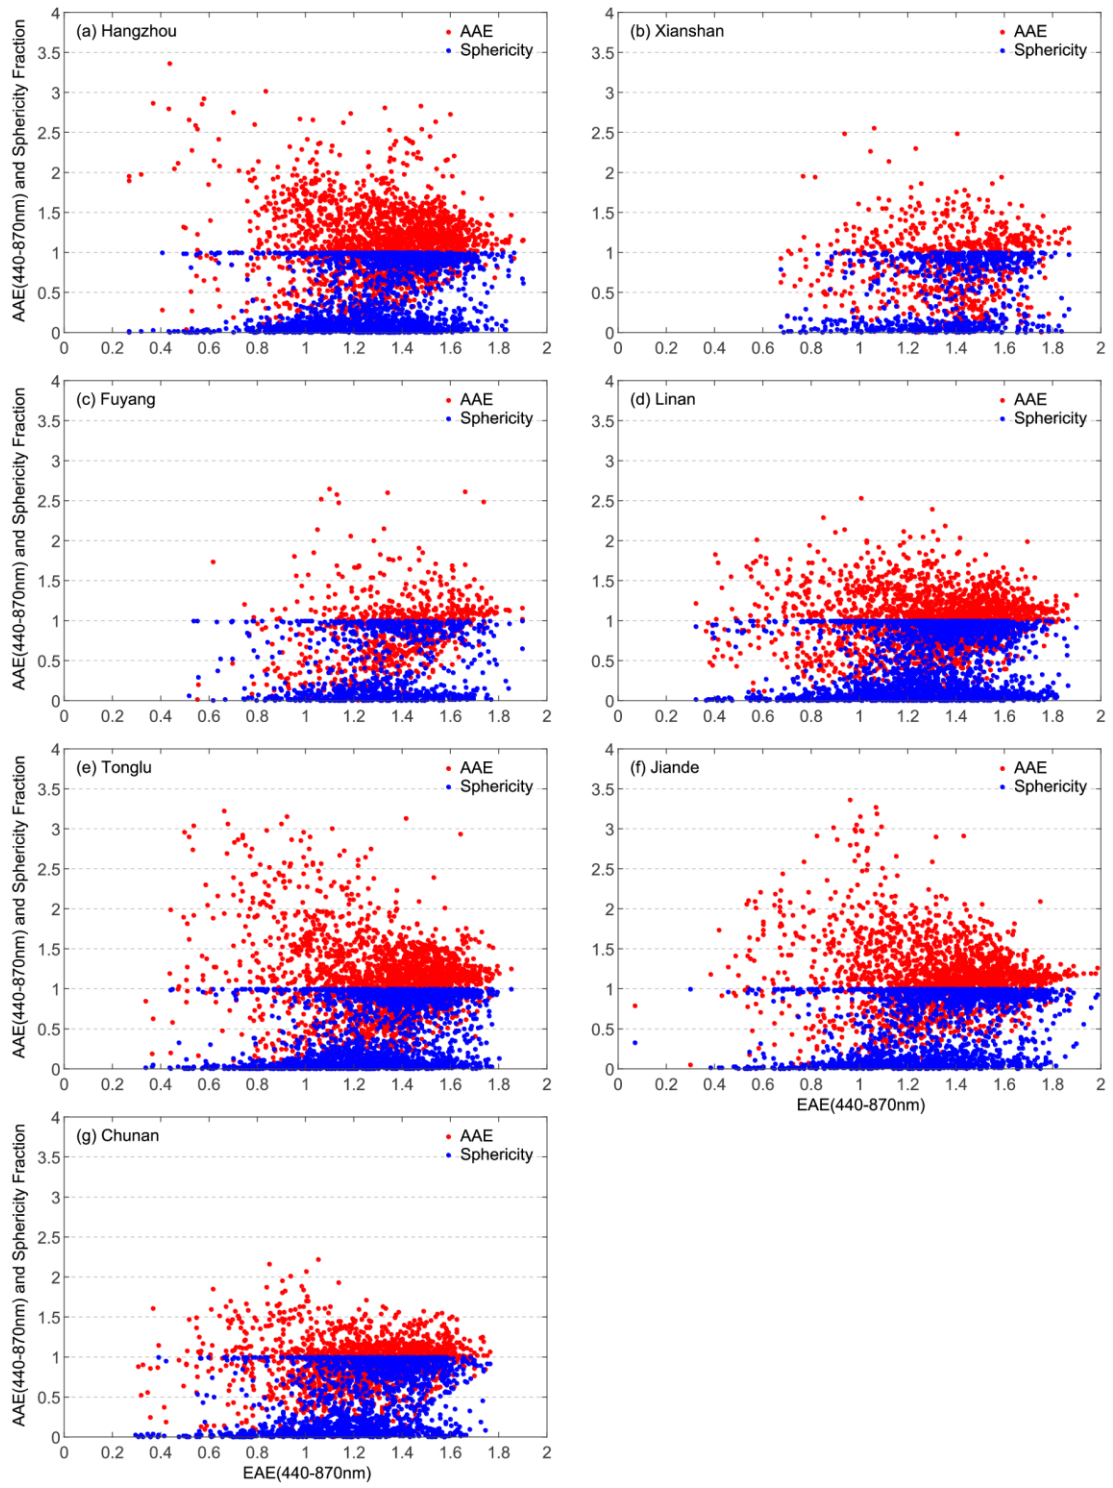 (a) Hangzhou
AAE
Sphericity
4
3.5
3
2.5
2
1.5
1
0.5
0
0 0.2 0.4 0.6 0.8 1 1.2 1.4 1.6 1.8 2
AAE(440-870nm) and Sphericity Fraction
(b) Xianshan
AAE
Sphericity
4
3.5
3
2.5
2
1.5
1
0.5
0
0 0.2 0.4 0.6 0.8 1 1.2 1.4 1.6 1.8 2
(c) Fuyang
AAE
Sphericity
4
3.5
3
2.5
2
1.5
1
0.5
0
0 0.2 0.4 0.6 0.8 1 1.2 1.4 1.6 1.8 2
AAE(440-870nm) and Sphericity Fraction
(d) Linan
AAE
Sphericity
4
3.5
3
2.5
2
1.5
1
0.5
0
0 0.2 0.4 0.6 0.8 1 1.2 1.4 1.6 1.8 2
(e) Tonglu
AAE
Sphericity
4
3.5
3
2.5
2
1.5
1
0.5
0
0 0.2 0.4 0.6 0.8 1 1.2 1.4 1.6 1.8 2
AAE(440-870nm) and Sphericity Fraction
(f) Jiande
AAE
Sphericity
4
3.5
3
2.5
2
1.5
1
0.5
0
0 0.2 0.4 0.6 0.8 1 1.2 1.4 1.6 1.8 2
EAE(440-870nm)
(g) Chunan
AAE
Sphericity
4
3.5
3
2.5
2
1.5
1
0.5
0
0 0.2 0.4 0.6 0.8 1 1.2 1.4 1.6 1.8 2
AAE(440-870nm) and Sphericity Fraction
EAE(440-870nm)